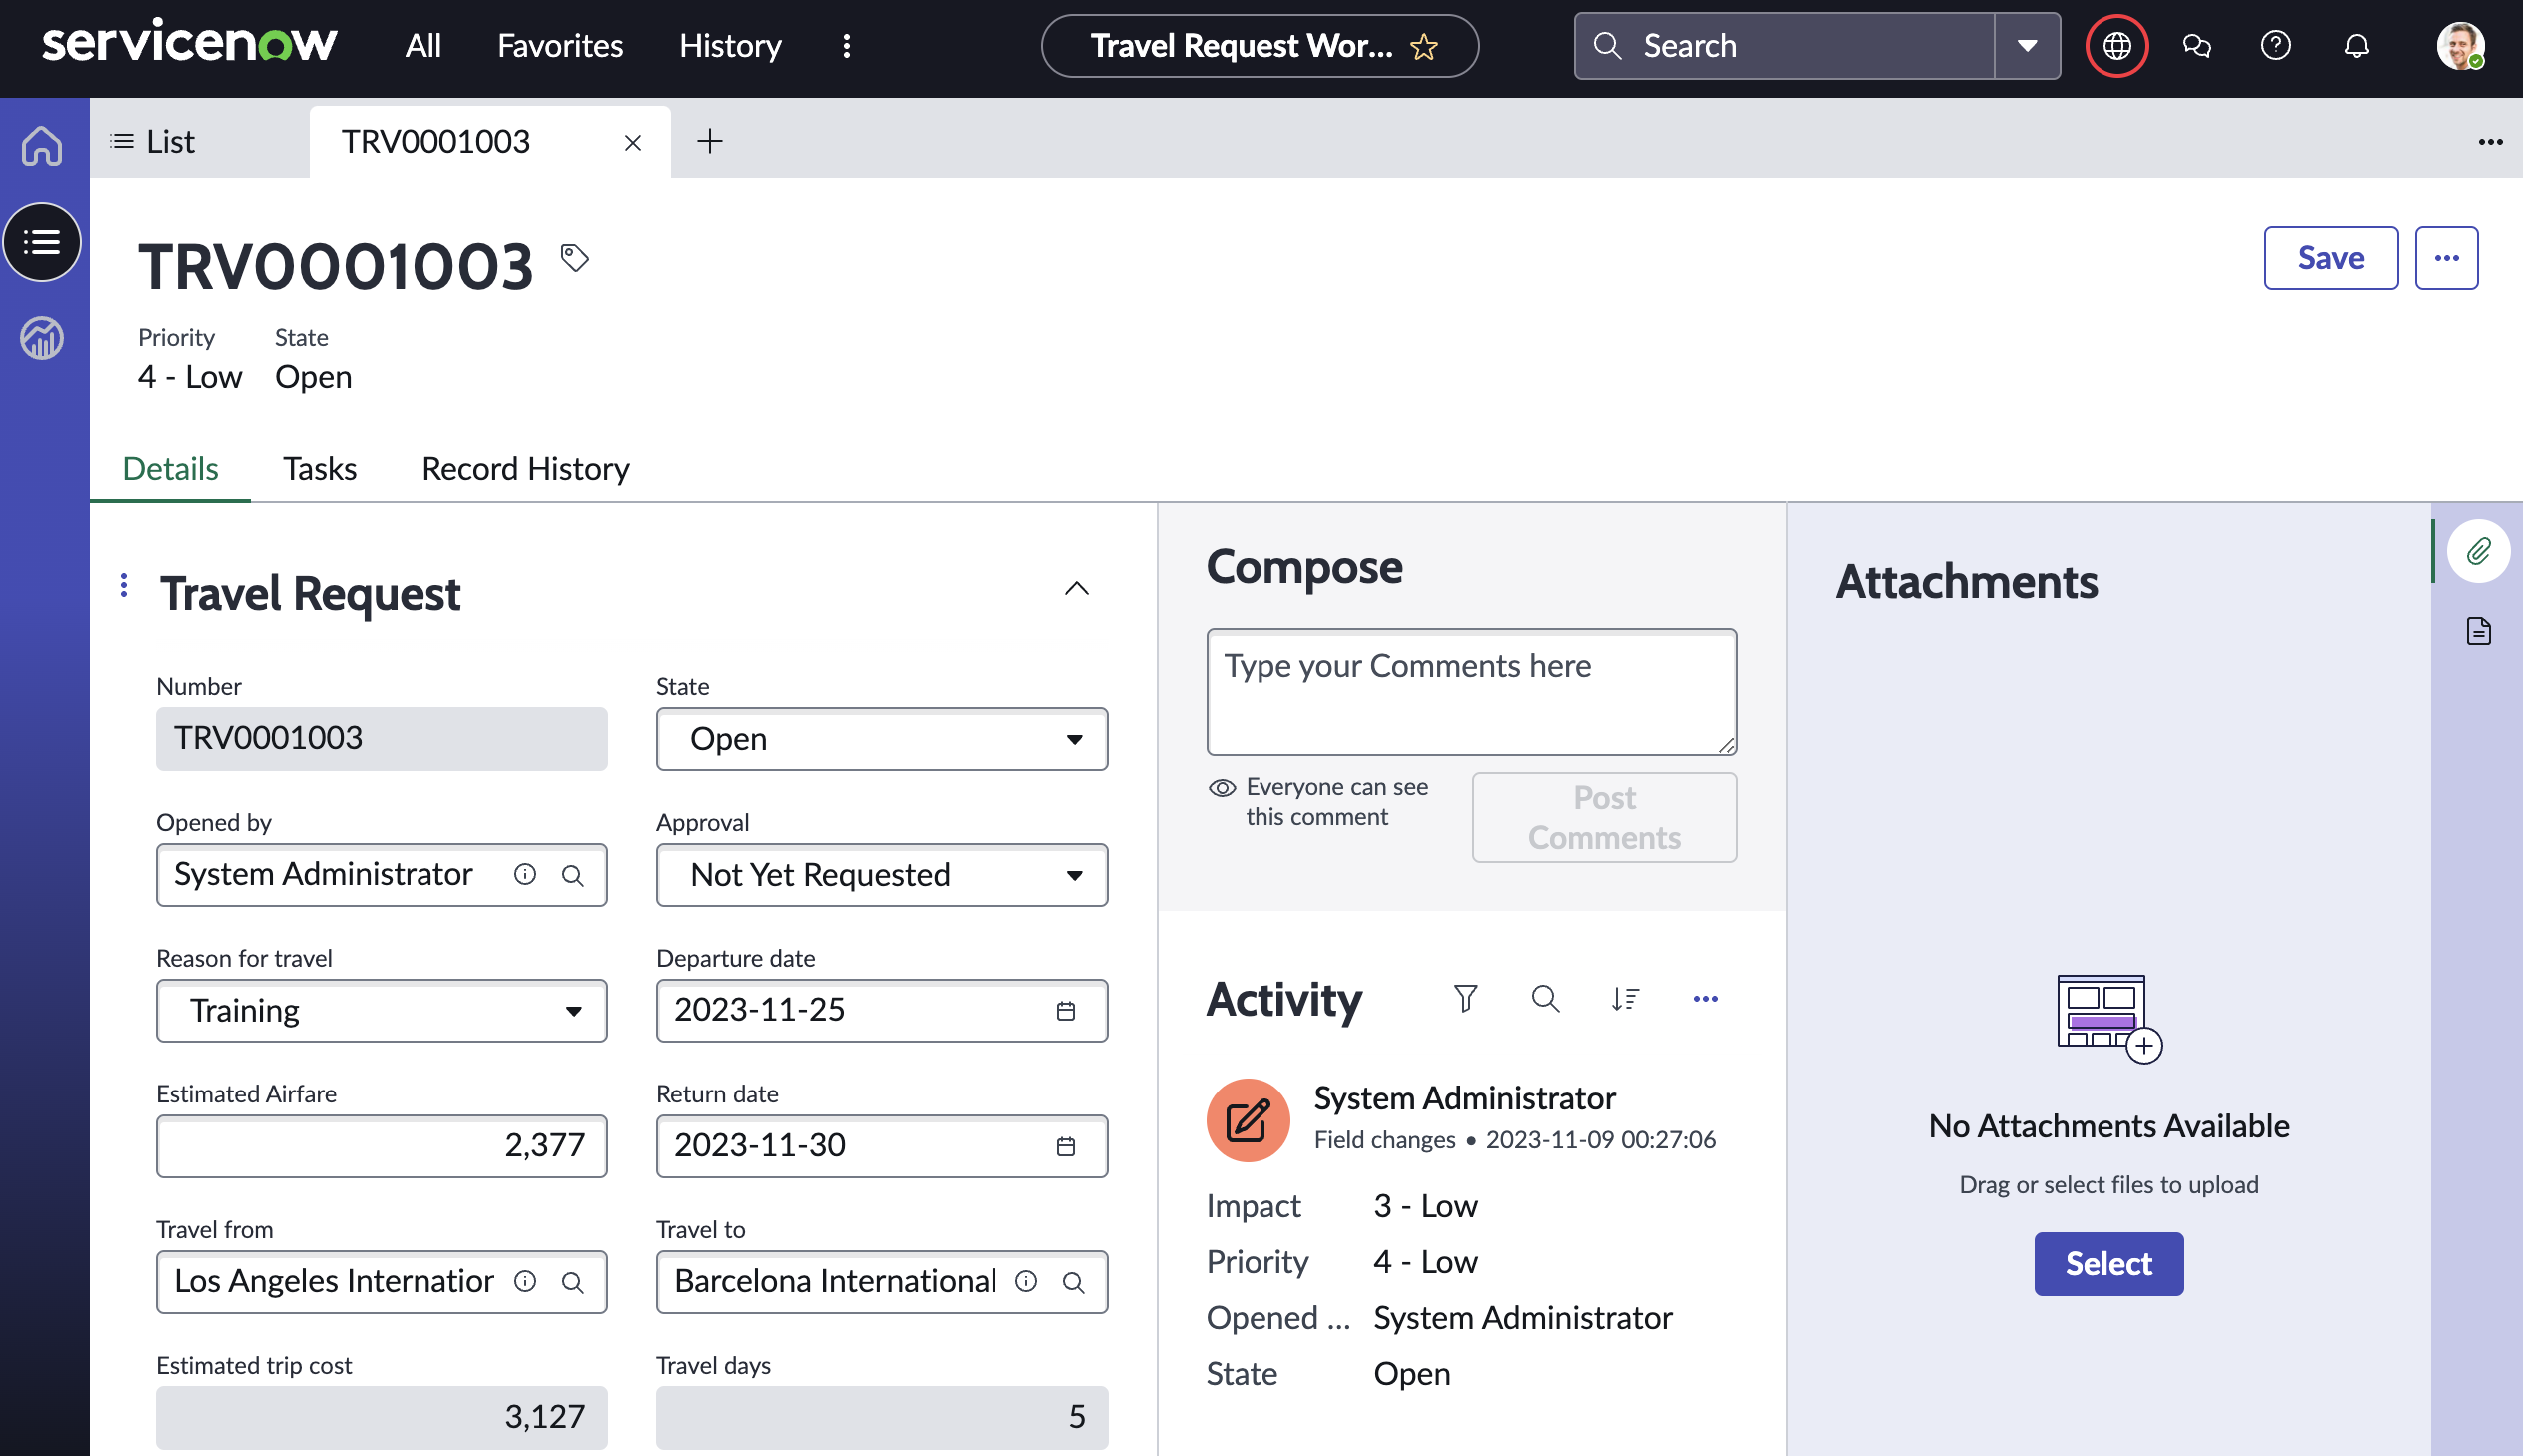 servicenow
All Favorites History
Travel Request Wor...
Search
List
TRV0001003
TRV0001003
Save
Priority State
4 - Low Open
Details Tasks Record History
Travel Request
Number
TRV0001003
State
Open
Opened by
System Administrator
Approval
Not Yet Requested
Reason for travel
Training
Departure date
2023-11-25
Estimated Airfare
2,377
Return date
2023-11-30
Travel from
Los Angeles Internation
Travel to
Barcelona International
Estimated trip cost
3,127
Travel days
5
Compose
Type your Comments here
Everyone can see
this comment
Post
Comments
Activity
System Administrator
Field changes • 2023-11-09 00:27:06
Impact 3 - Low
Priority 4 - Low
Opened ... System Administrator
State Open
Attachments
No Attachments Available
Drag or select files to upload
Select